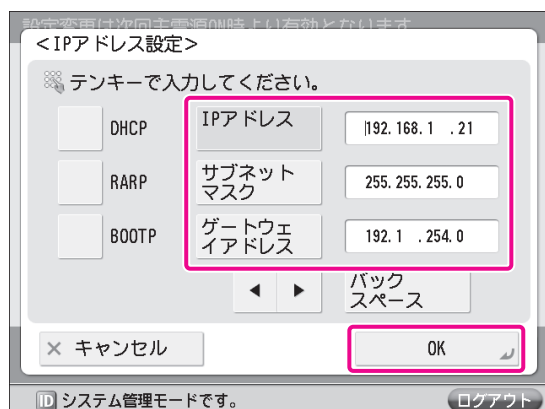 設定変更は次回主電源ON時より有効となります
<IPアドレス設定>
テンキーで入力してください。
DHCP
IPアドレス
192.168.1 .21
RARP
サブネット
マスク
255.255.255.0
BOOTP
ゲートウェ
イアドレス
192.1 .254.0
◀ ▶
バック
スペース
× キャンセル
OK
ID システム管理モードです。
ログアウト